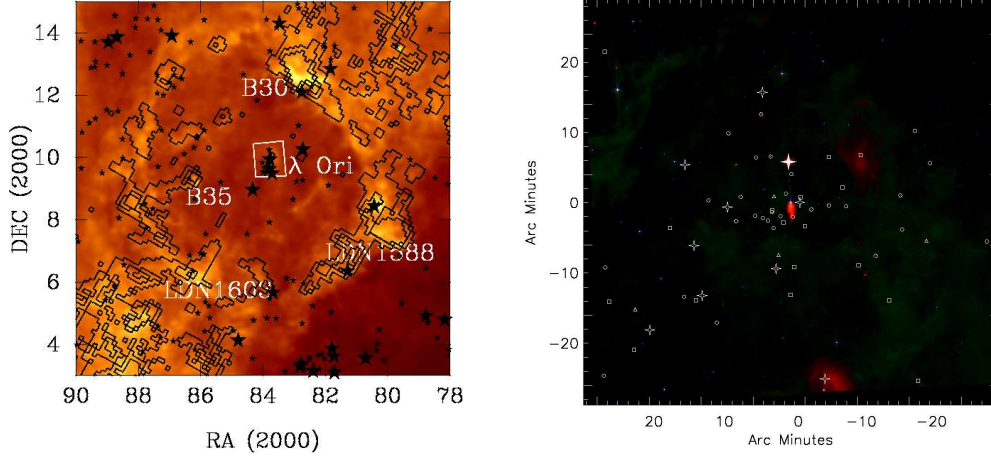 14
12
10
8
6
4
DEC (2000)
B30
λ Ori
B35
LDN1588
LDN1603
90 88 86 84 82 80 78
RA (2000)
20
10
0
-10
-20
Arc Minutes
20 10 0 -10 -20
Arc Minutes